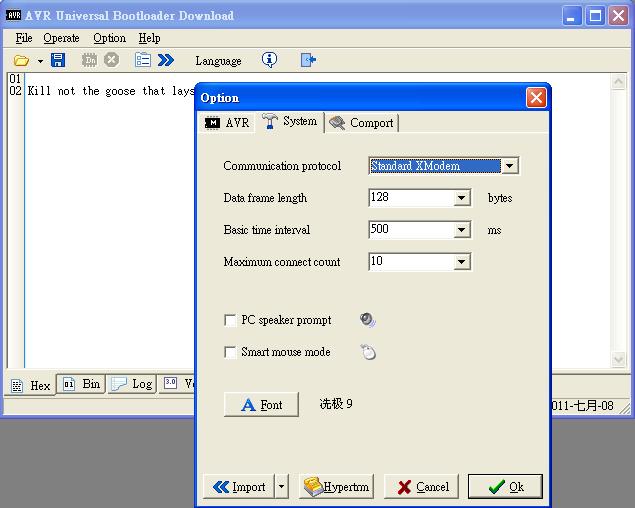 AVR Universal Bootloader Download
File Operate Option Help
Language
01
02 Kill not the goose that lays
Option
AVR System Comport
Communication protocol Standard XModem
Data frame length 128 bytes
Basic time interval 500 ms
Maximum connect count 10
PC speaker prompt
Smart mouse mode
Font 冼极 9
Hex Bin Log
011-七月-08
Import Hypertrm Cancel Ok